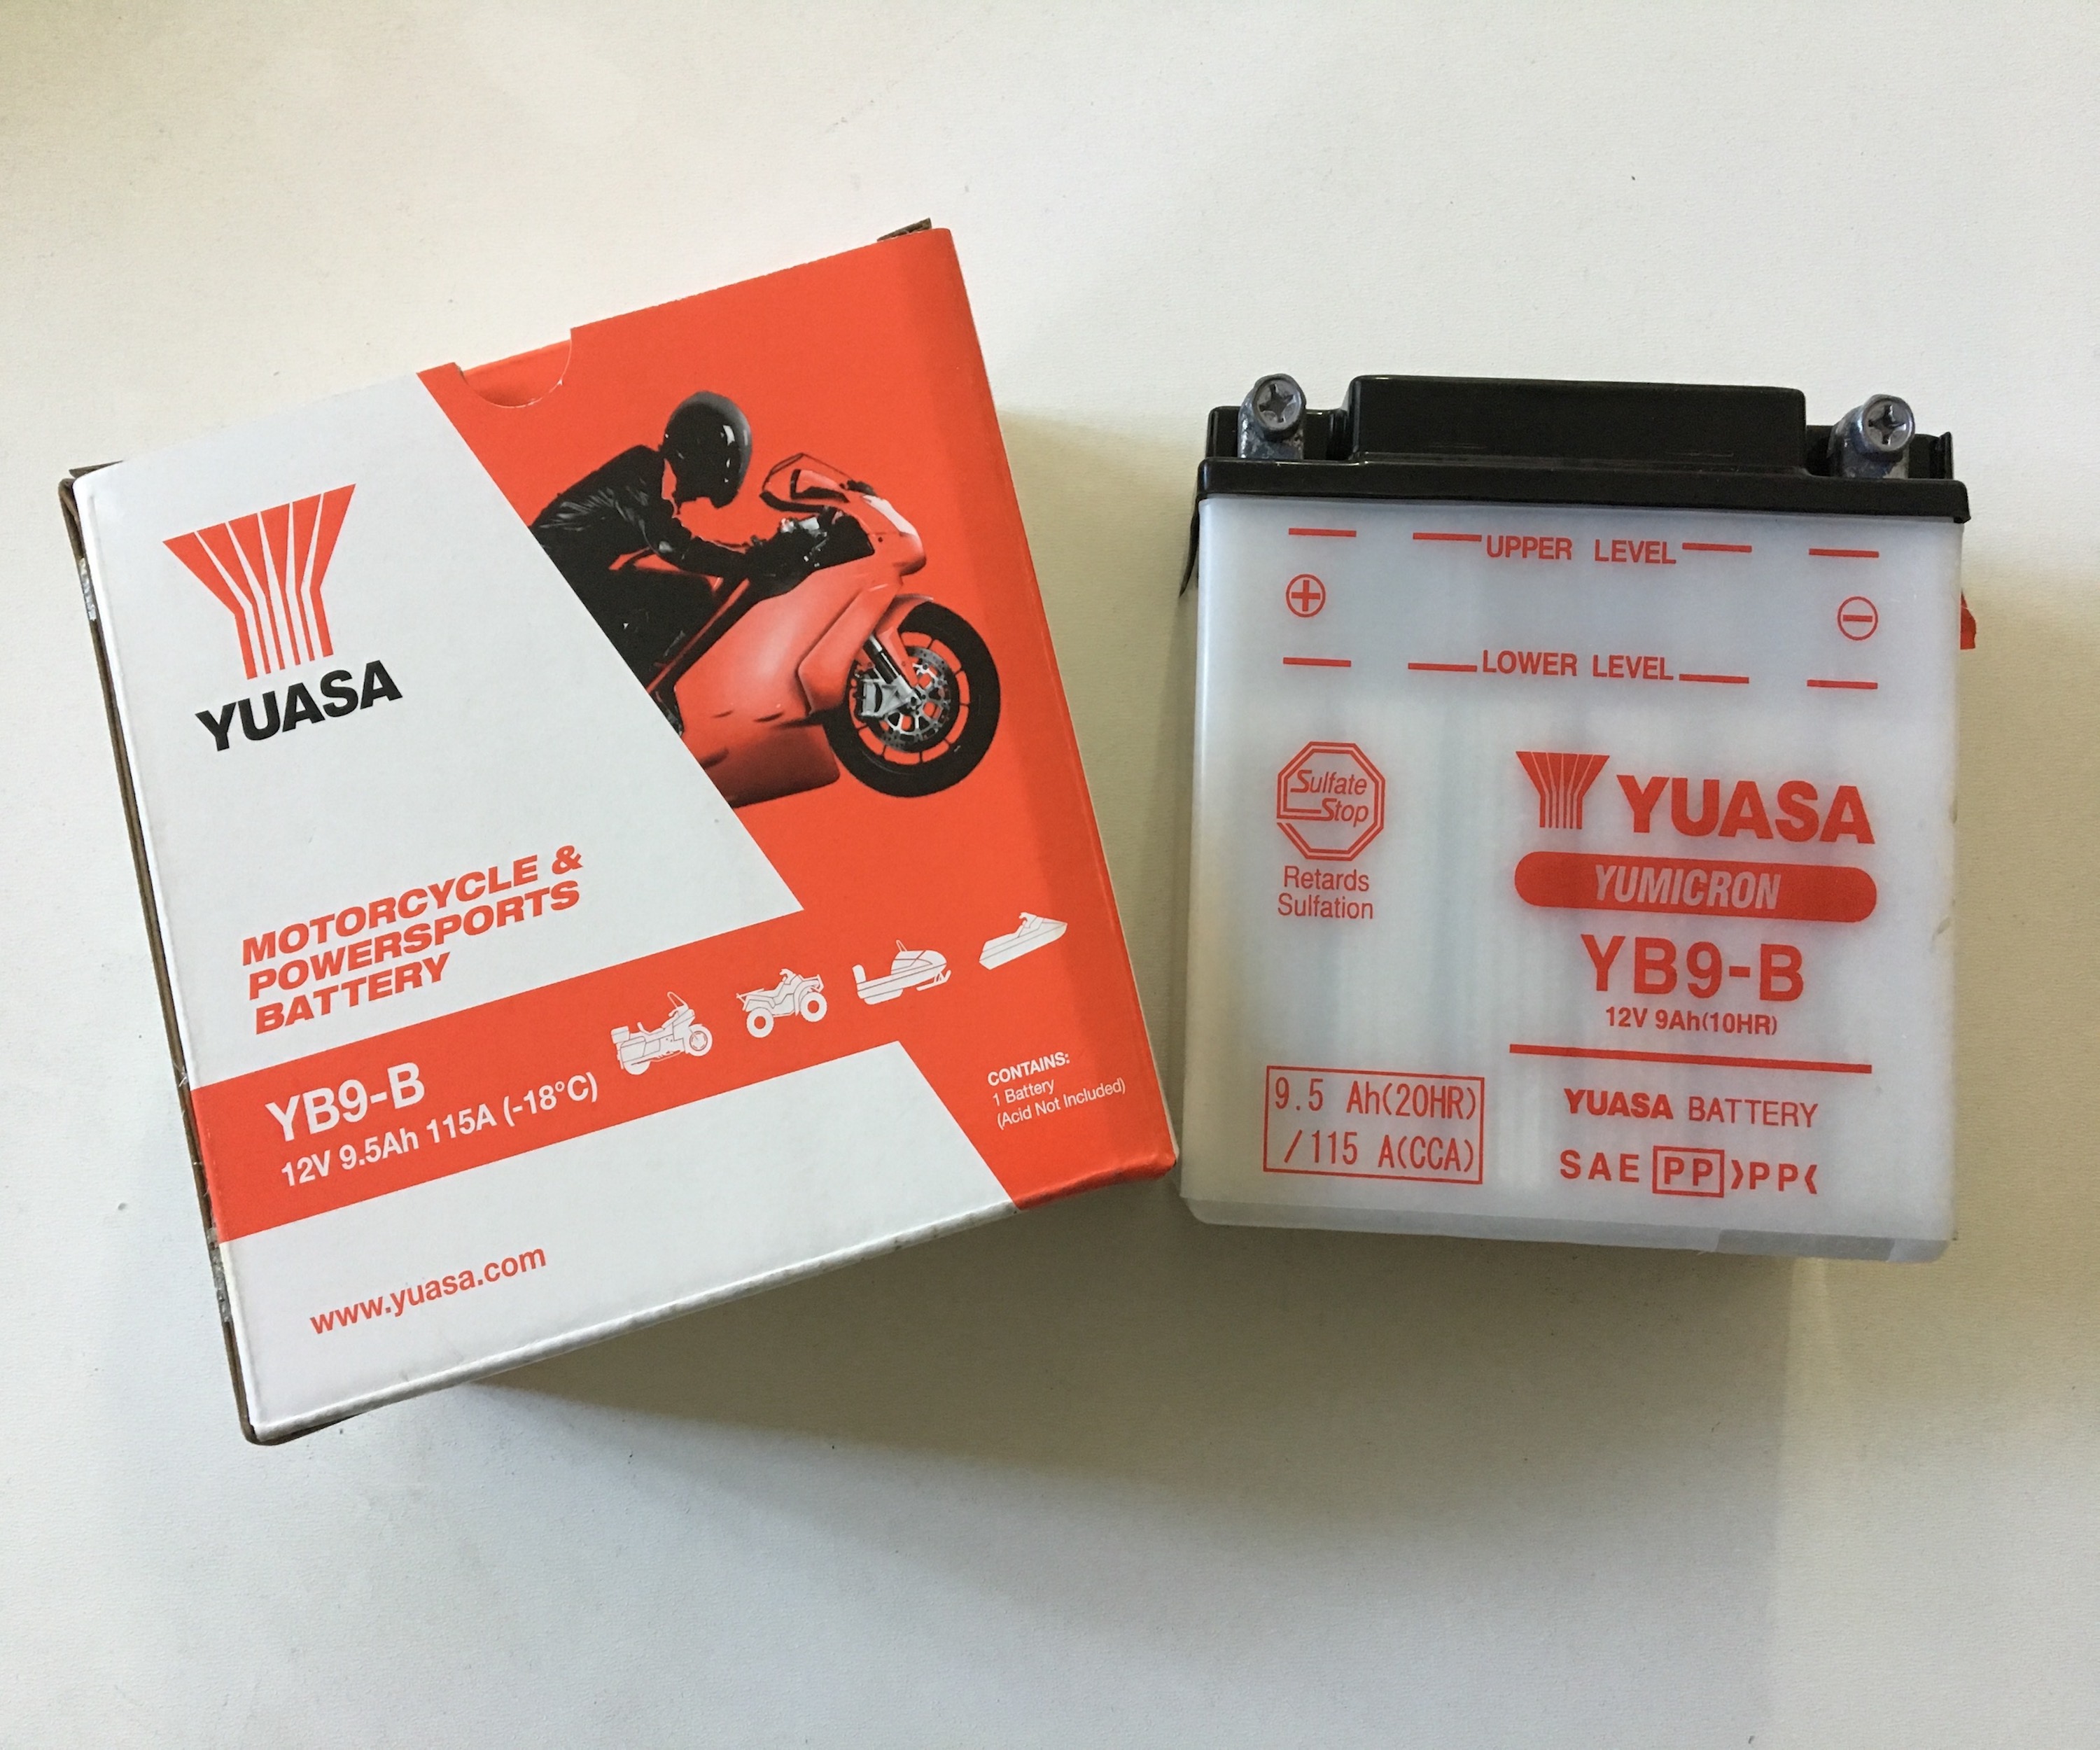 YUASA
MOTORCYCLE &
POWERSPORTS
BATTERY
YB9-B
12V 9.5Ah 115A (-18°C)
CONTAINS:
1 Battery
(Acid Not Included)
www.yuasa.com
UPPER LEVEL
+ -
LOWER LEVEL
Sulfate
Stop
Retards
Sulfation
YUASA
YUMICRON
YB9-B
12V 9Ah(10HR)
9.5 Ah(20HR)
/115 A(CCA)
YUASA BATTERY
SAE PP >PP<